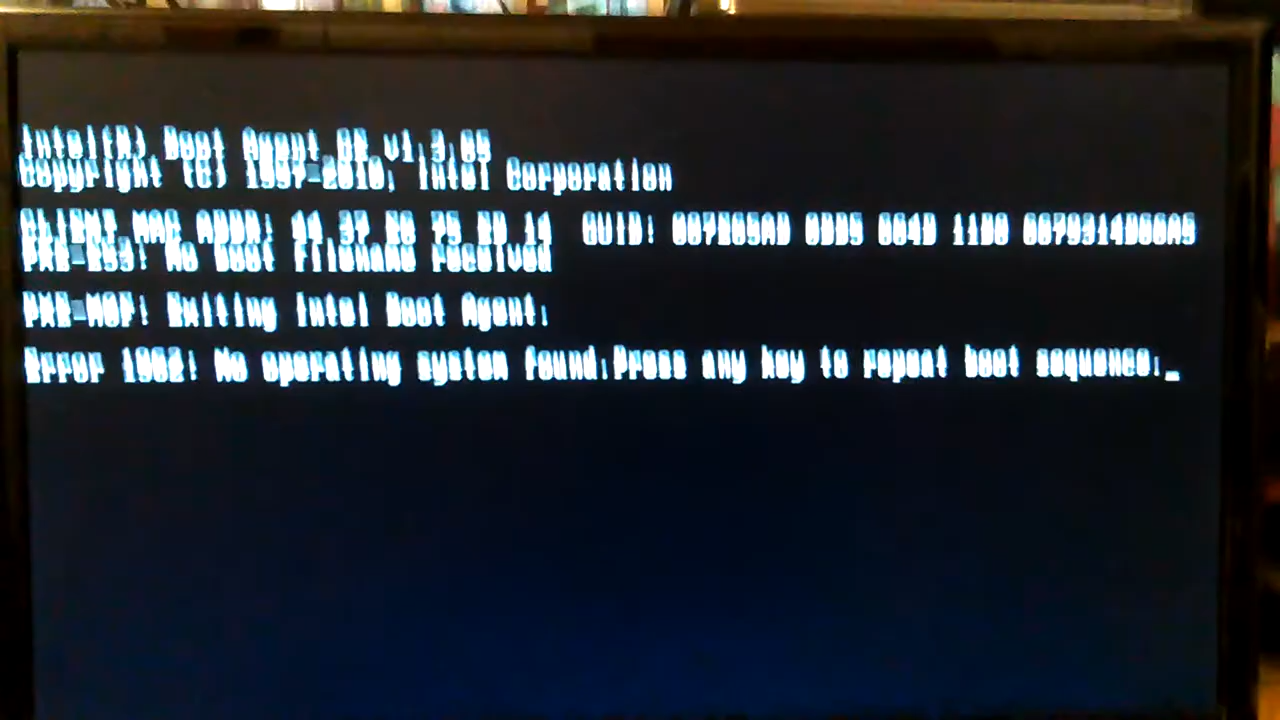 Intel(R) Boot Agent GE v1.3.65
Copyright (C) 1997-2010, Intel Corporation
CLIENT MAC ADDR: GUID:
PXE-E53: No boot filename received
PXE-M0F: Exiting Intel Boot Agent.
Error 1962: No operating system found.Press any key to repeat boot sequence._